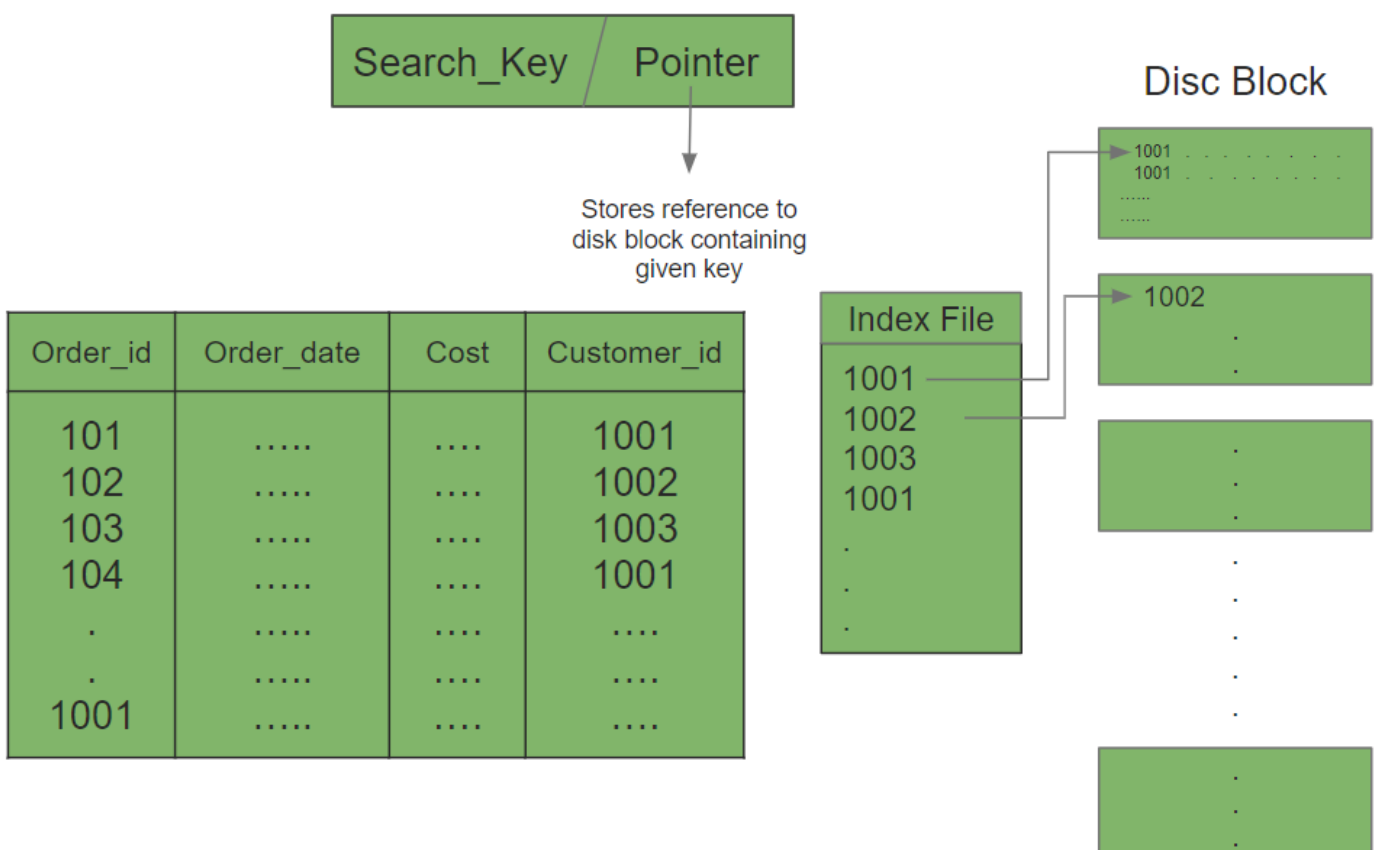 Search_Key Pointer
Stores reference to
disk block containing
given key
Order_id Order_date Cost Customer_id
101 ..... .... 1001
102 ..... .... 1002
103 ..... .... 1003
104 ..... .... 1001
. ..... .... ....
. ..... .... ....
1001 ..... .... ....
Index File
1001
1002
1003
1001
.
.
.
Disc Block
1001 . . . . . . . .
1001 . . . . . . . .
......
......
1002
.
.
.
.
.
.
.
.
.
.
.
.
.